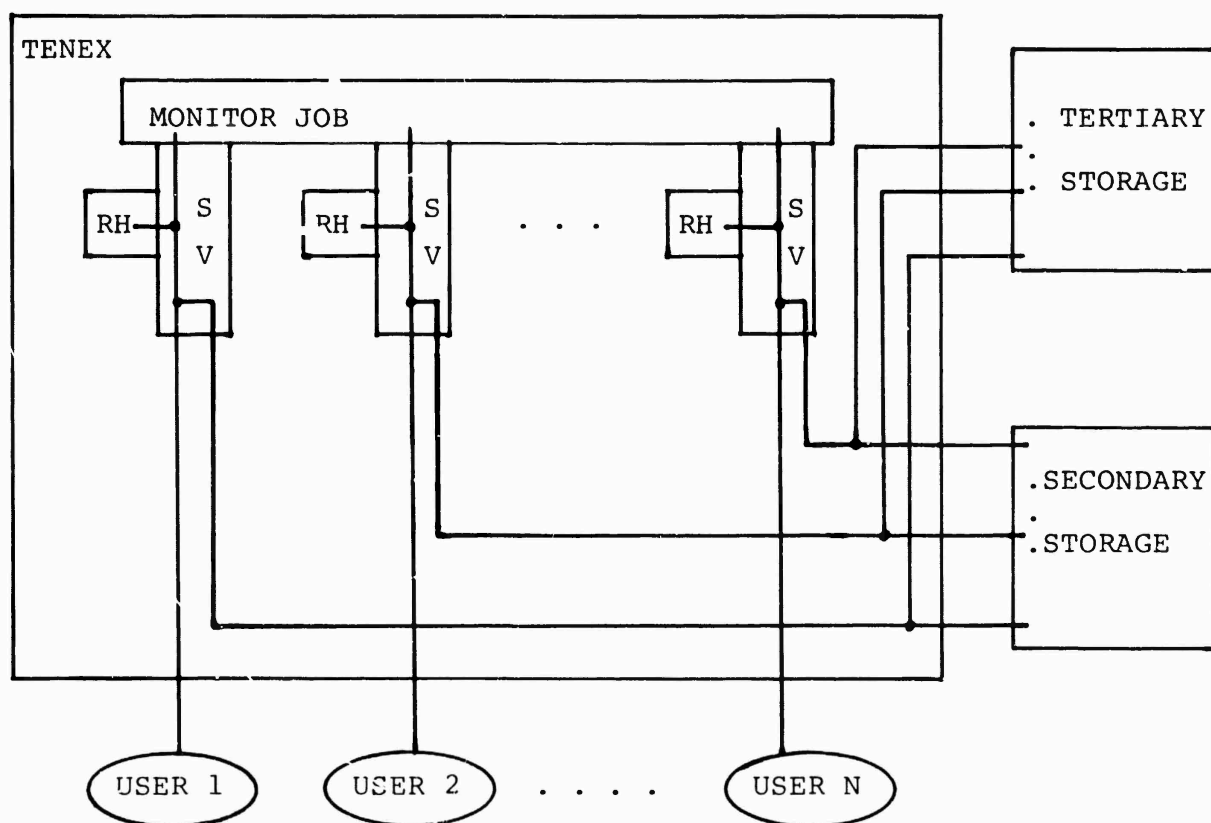 TENEX
MONITOR JOB
TERTIARY
STORAGE
RH
S
V
RH
S
V
. . .
RH
S
V
SECONDARY
STORAGE
USER 1
USER 2
. . . .
USER N